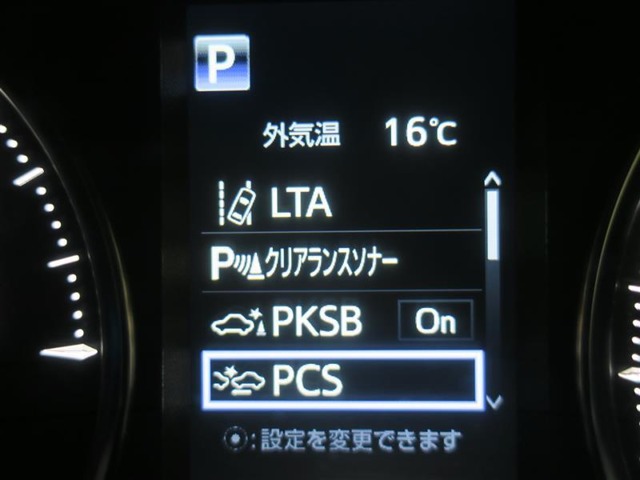 P
外気温 16℃
LTA
P クリアランスソナー
PKSB On
PCS
:設定を変更できます